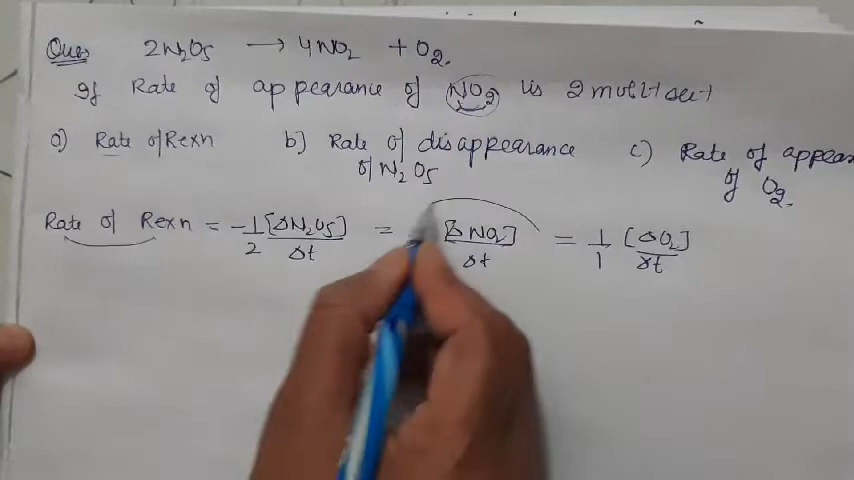 Ques 2N2O5 → 4NO2 + O2.
If Rate of appearance of NO2 is 2 mol l-1 sec-1
a) Rate of Rexn b) Rate of disappearance of N2O5 c) Rate of appear of O2.
Rate of Rexn = -1/2 [ΔN2O5]/Δt = [ΔNO2]/Δt = 1/1 [ΔO2]/Δt